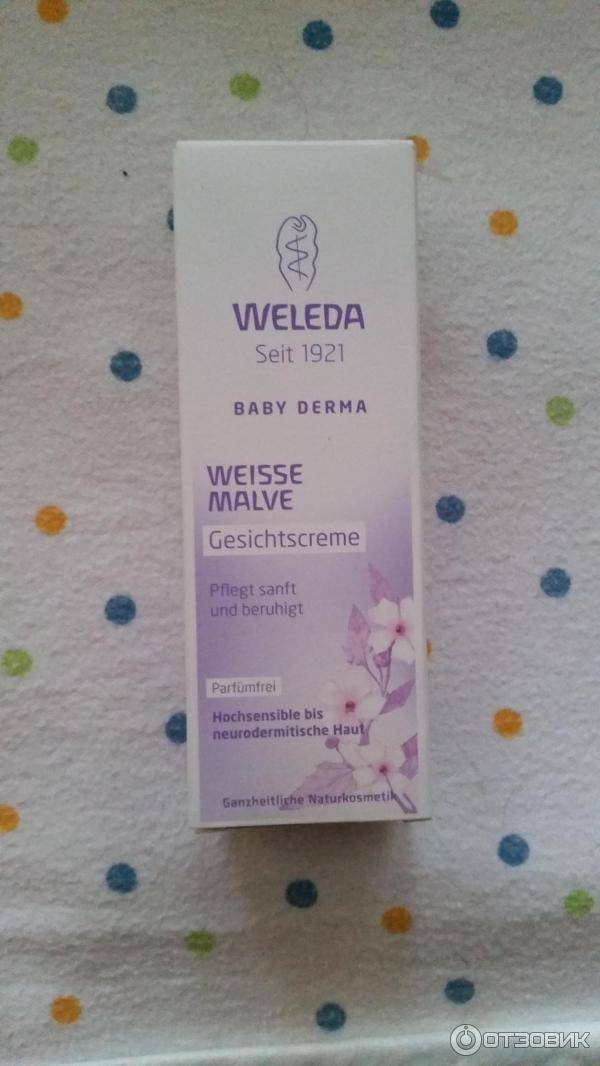 WELEDA
Seit 1921
BABY DERMA
WEISSE
MALVE
Gesichtscreme
Pflegt sanft
und beruhigt
Parfümfrei
Hochsensible bis
neurodermitische Haut
Ganzheitliche Naturkosmetik
ОТЗОВИК